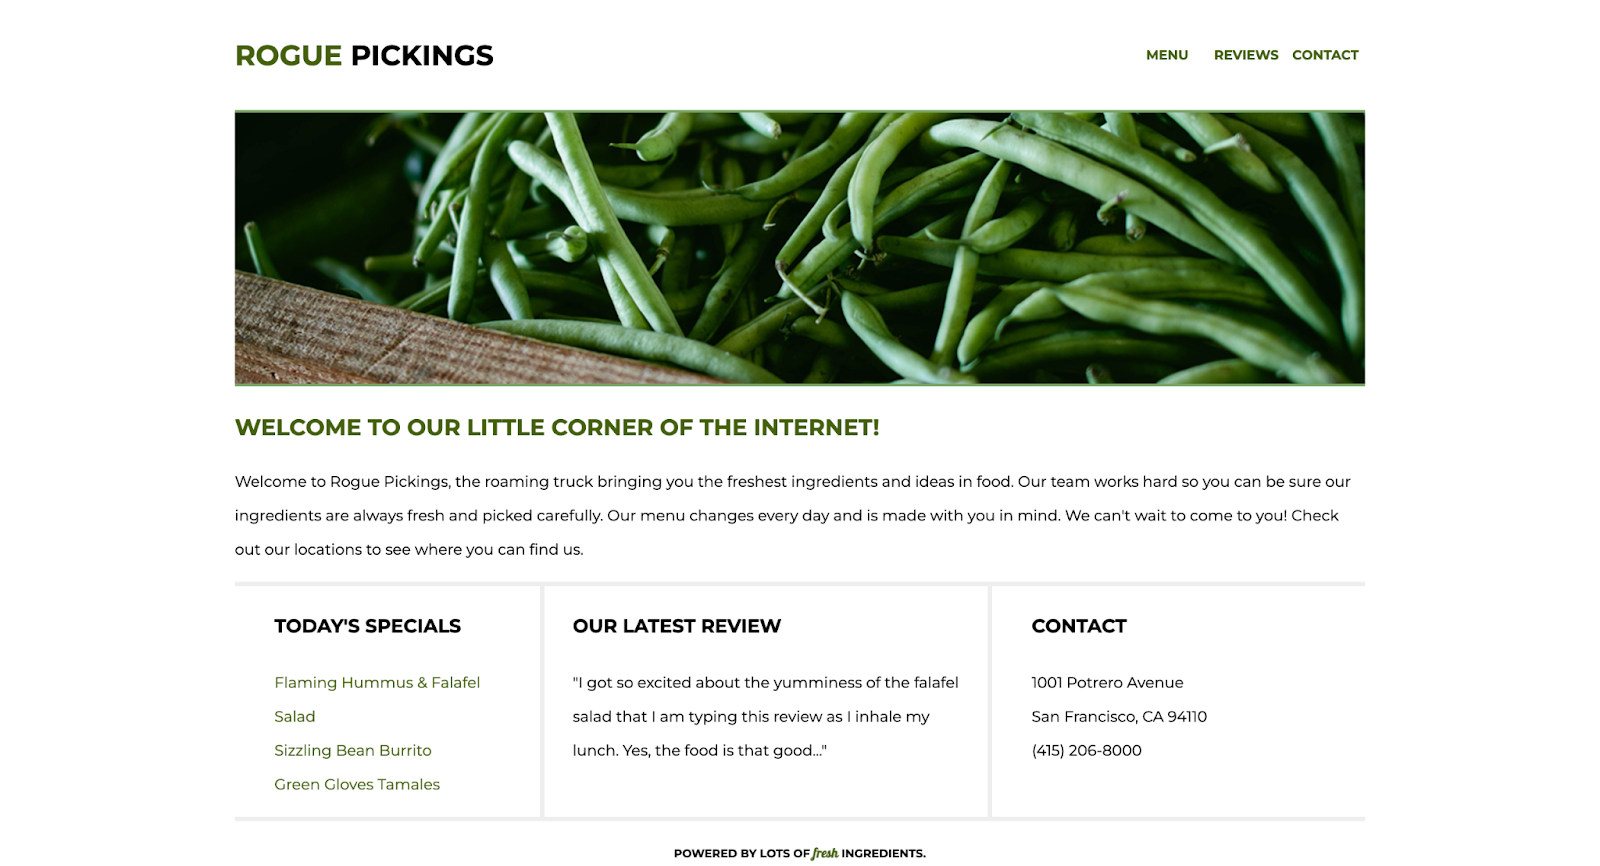 ROGUE PICKINGS
MENU REVIEWS CONTACT
WELCOME TO OUR LITTLE CORNER OF THE INTERNET!
Welcome to Rogue Pickings, the roaming truck bringing you the freshest ingredients and ideas in food. Our team works hard so you can be sure our
ingredients are always fresh and picked carefully. Our menu changes every day and is made with you in mind. We can't wait to come to you! Check
out our locations to see where you can find us.
TODAY'S SPECIALS
Flaming Hummus & Falafel
Salad
Sizzling Bean Burrito
Green Gloves Tamales
OUR LATEST REVIEW
"I got so excited about the yumminess of the falafel
salad that I am typing this review as I inhale my
lunch. Yes, the food is that good..."
CONTACT
1001 Potrero Avenue
San Francisco, CA 94110
(415) 206-8000
POWERED BY LOTS OF fresh INGREDIENTS.